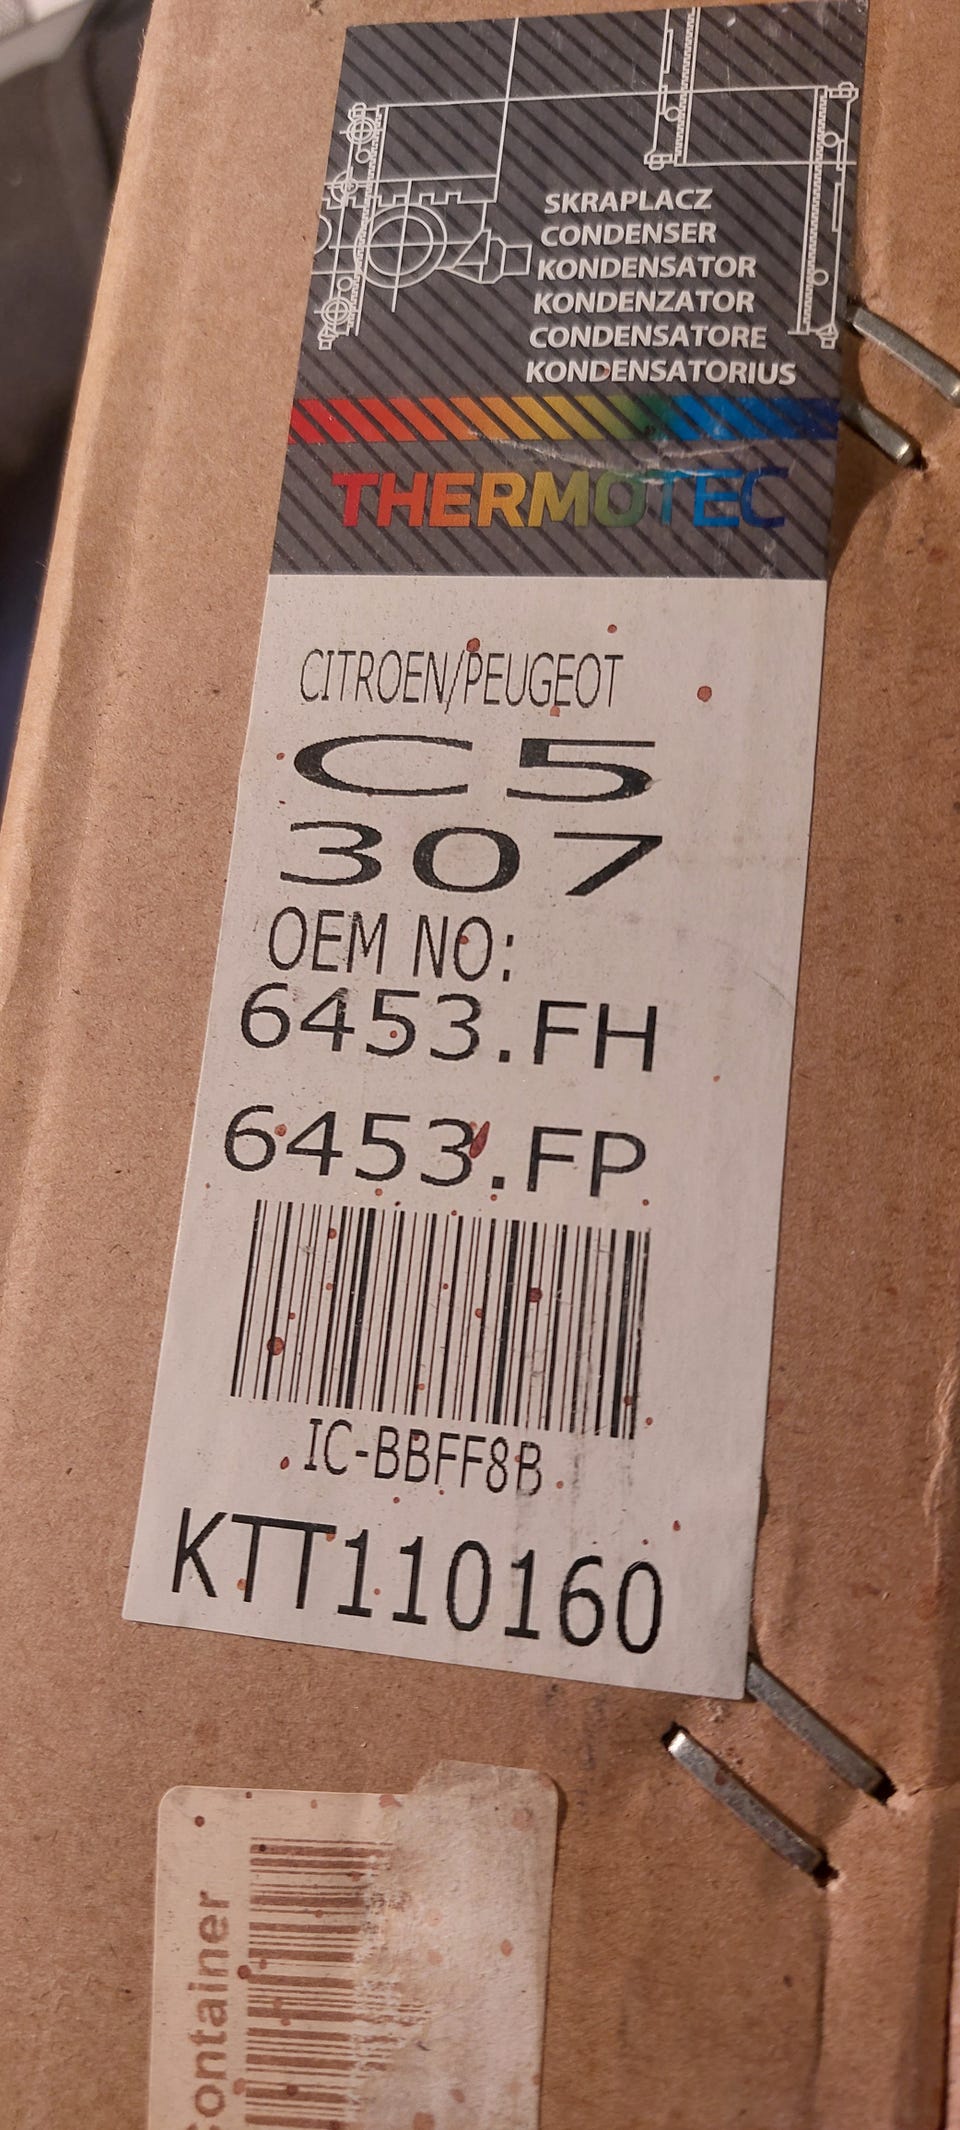 SKRAPLACZ
CONDENSER
KONDENSATOR
KONDENZATOR
CONDENSATORE
KONDENSATORIUS
THERMOTEC
CITROEN/PEUGEOT
C5
307
OEM NO:
6453.FH
6453.FP
IC-BBFF8B
KTT110160
Container